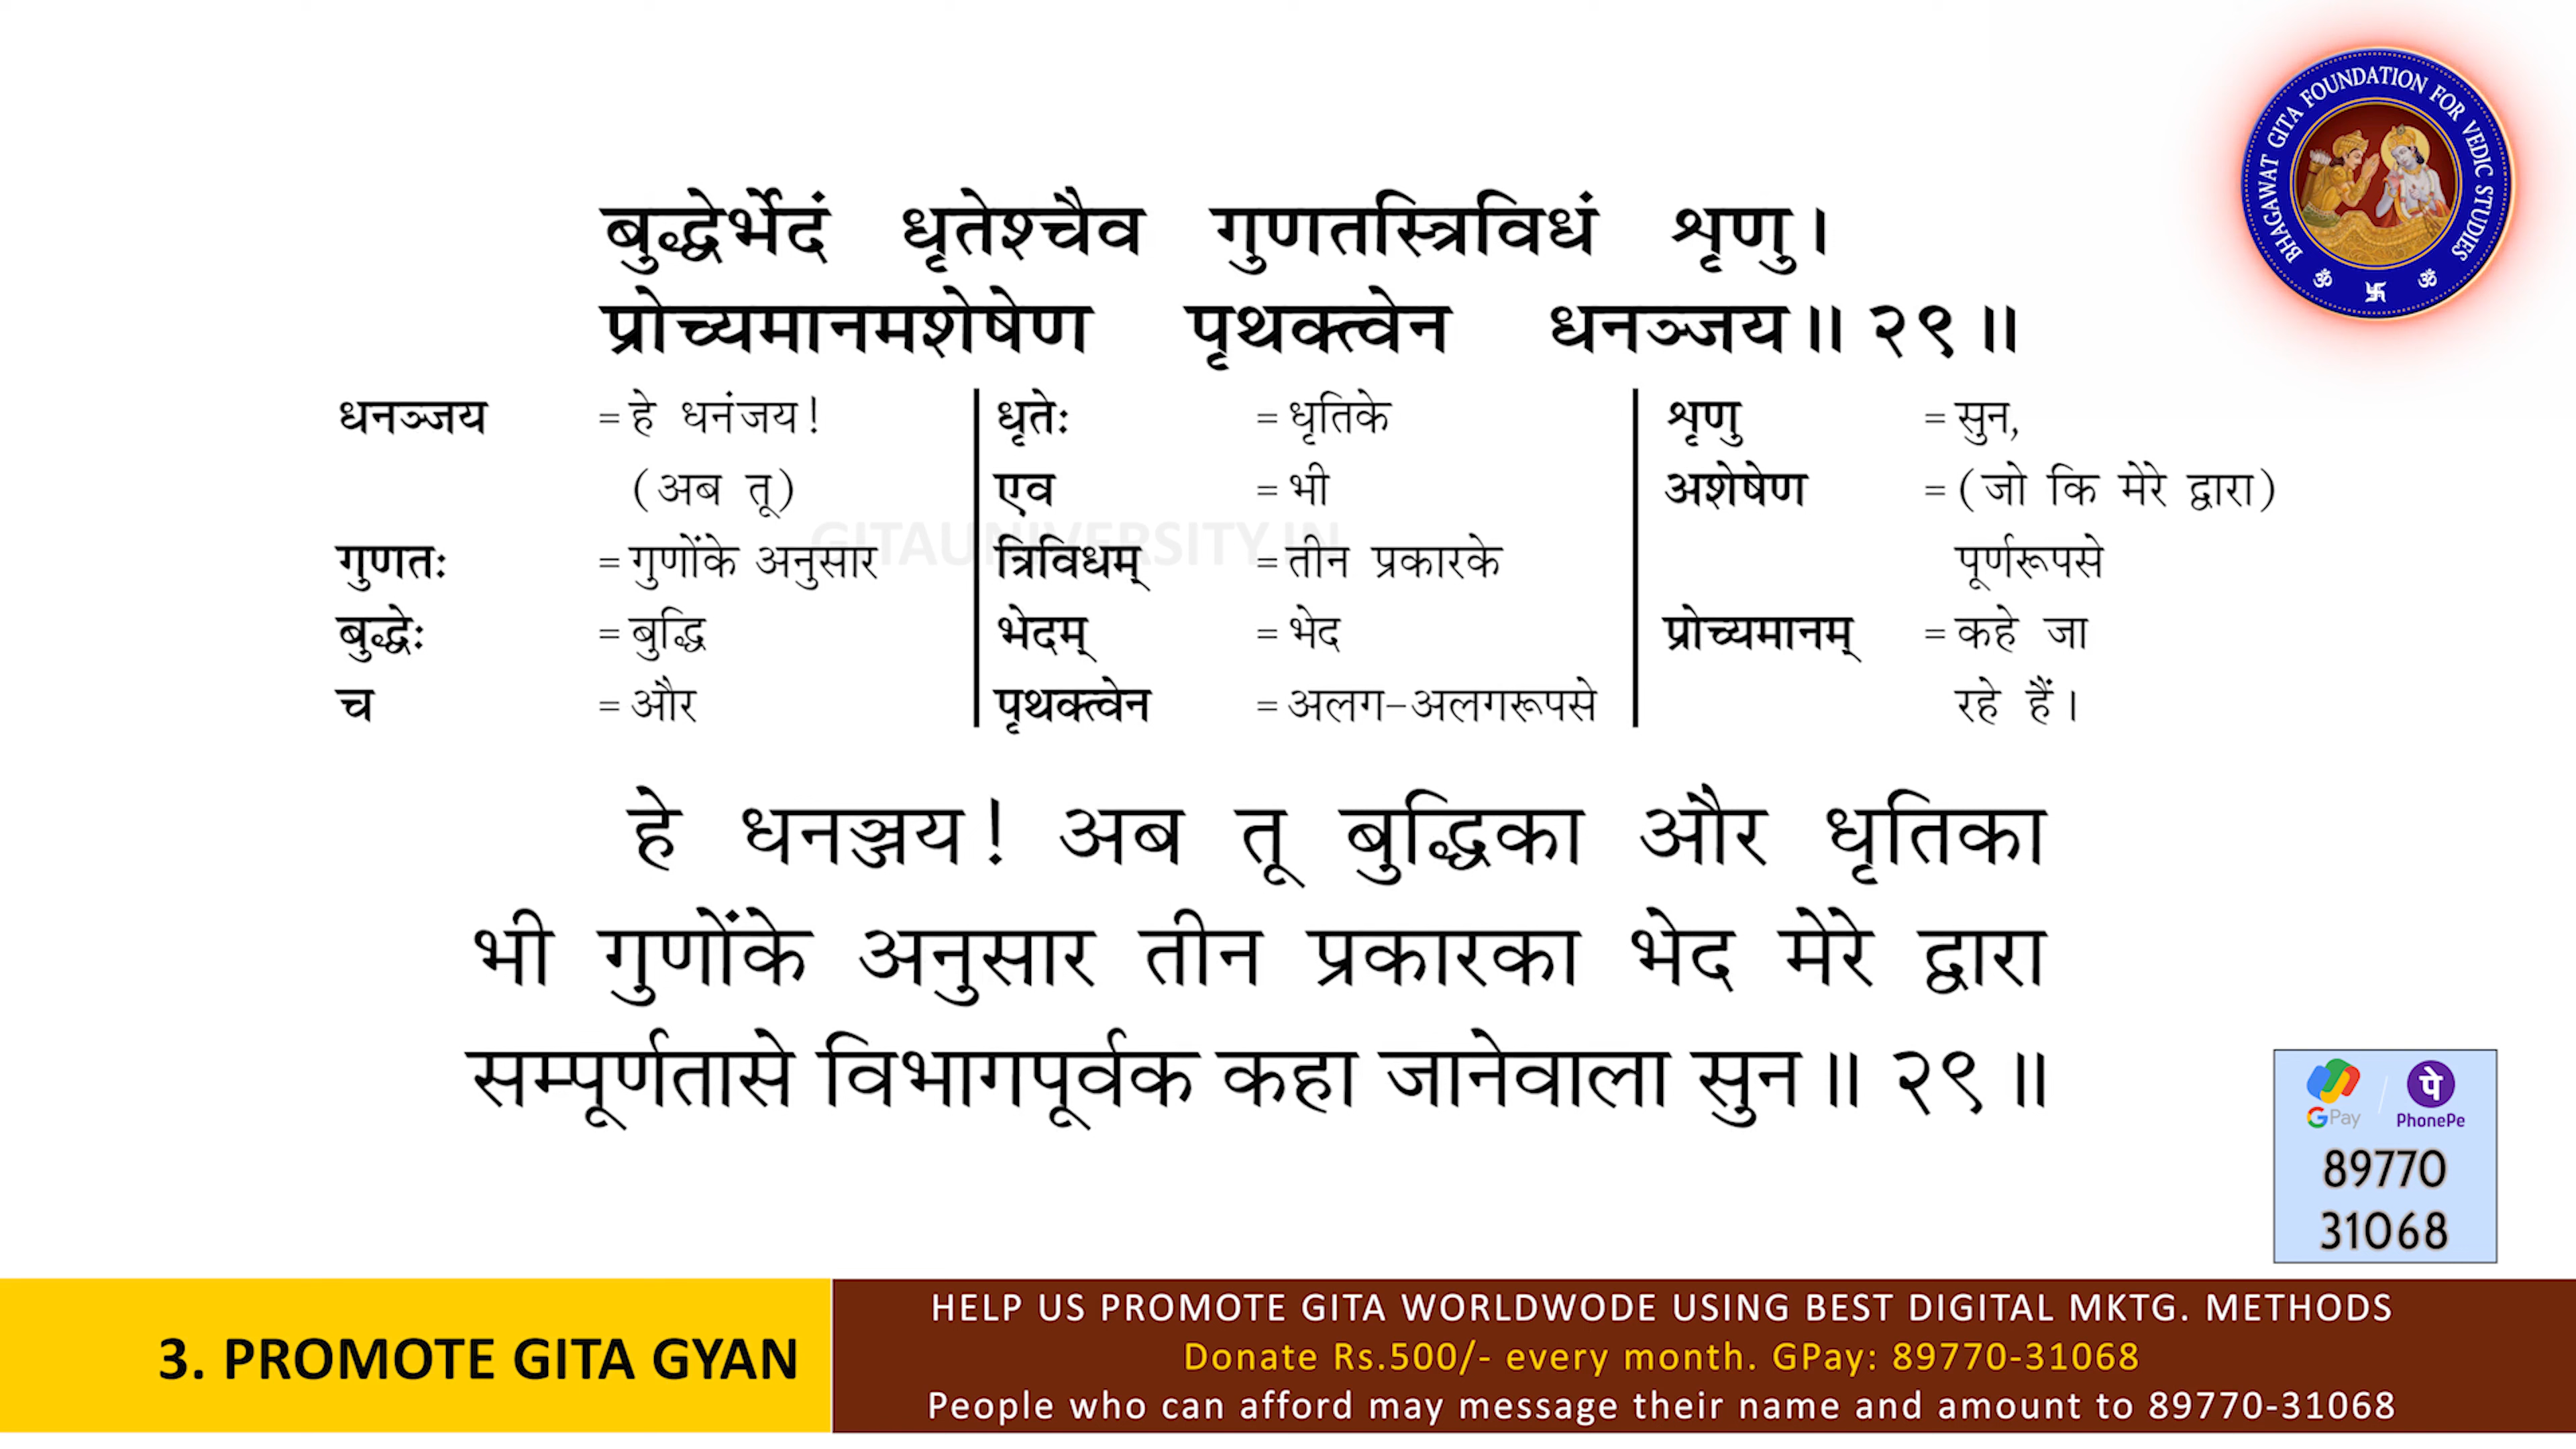 बुद्धेर्भेदं धृतेश्चैव गुणतस्त्रिविधं शृणु।
प्रोच्यमानमशेषेण पृथक्त्वेन धनञ्जय॥ २९॥
धनञ्जय =हे धनंजय!
(अब तू)
गुणतः =गुणोंके अनुसार
बुद्धेः =बुद्धि
च =और
धृतेः =धृतिके
एव =भी
त्रिविधम् =तीन प्रकारके
भेदम् =भेद
पृथक्त्वेन =अलग-अलगरूपसे
शृणु =सुन,
अशेषेण =(जो कि मेरे द्वारा)
पूर्णरूपसे
प्रोच्यमानम् =कहे जा
रहे हैं।
GITAUNIVERSITY.IN
हे धनञ्जय! अब तू बुद्धिका और धृतिका
भी गुणोंके अनुसार तीन प्रकारका भेद मेरे द्वारा
सम्पूर्णतासे विभागपूर्वक कहा जानेवाला सुन॥ २९॥
BHAGAWAT GITA FOUNDATION FOR VEDIC STUDIES
ॐ 卐 ॐ
GPay पे PhonePe
89770
31068
3. PROMOTE GITA GYAN
HELP US PROMOTE GITA WORLDWODE USING BEST DIGITAL MKTG. METHODS
Donate Rs.500/- every month. GPay: 89770-31068
People who can afford may message their name and amount to 89770-31068